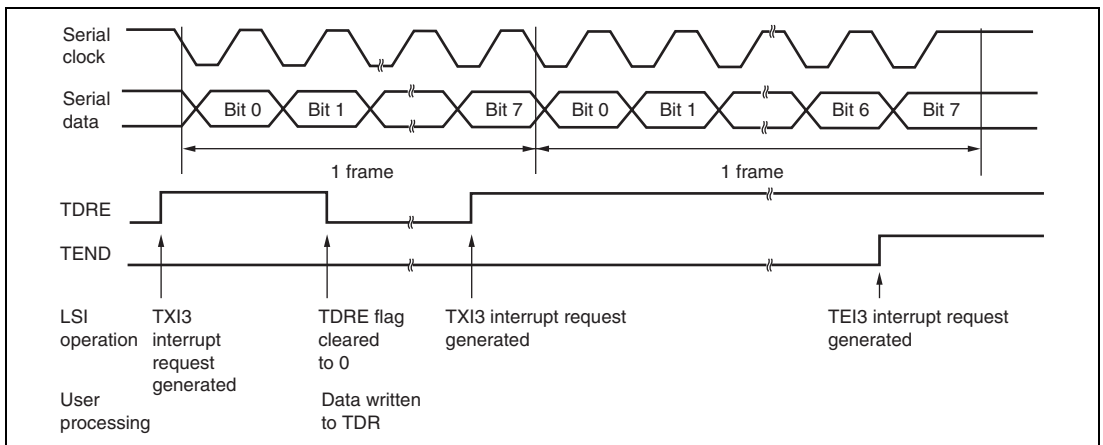 Serial
clock
Serial
data
Bit 0
Bit 1
Bit 7
Bit 0
Bit 1
Bit 6
Bit 7
1 frame
1 frame
TDRE
TEND
LSI
operation
TXI3
interrupt
request
generated
TDRE flag
cleared
to 0
TXI3 interrupt request
generated
TEI3 interrupt request
generated
User
processing
Data written
to TDR